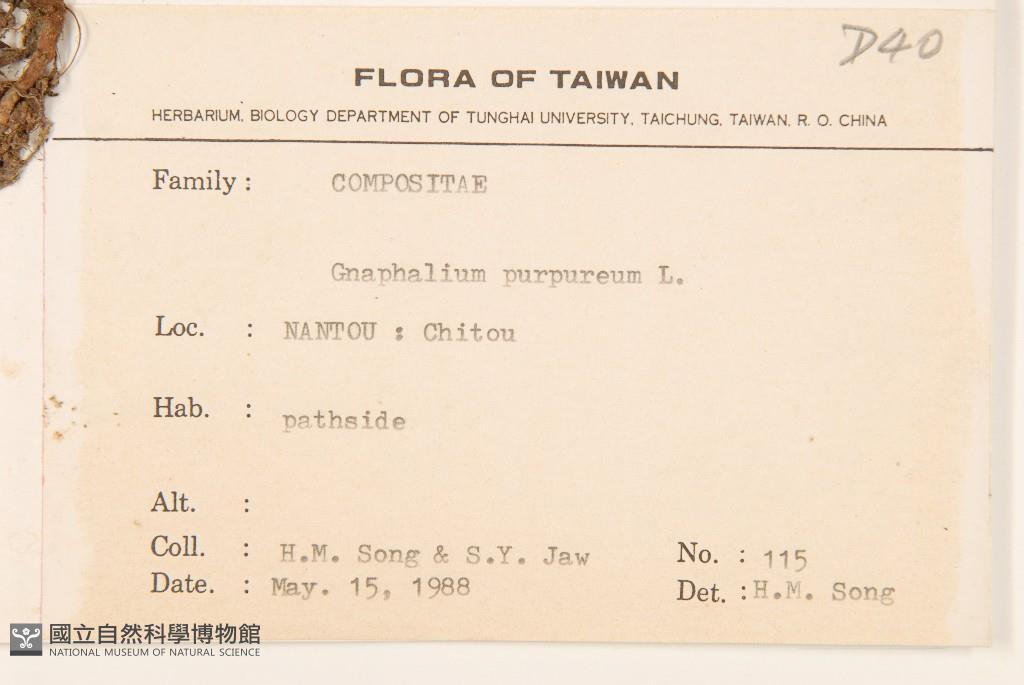 D40
FLORA OF TAIWAN
HERBARIUM, BIOLOGY DEPARTMENT OF TUNGHAI UNIVERSITY, TAICHUNG, TAIWAN, R. O. CHINA
Family : COMPOSITAE
Gnaphalium purpureum L.
Loc. : NANTOU : Chitou
Hab. : pathside
Alt. :
Coll. : H.M. Song & S.Y. Jaw No. : 115
Date. : May. 15, 1988 Det. : H.M. Song
國立自然科學博物館
NATIONAL MUSEUM OF NATURAL SCIENCE